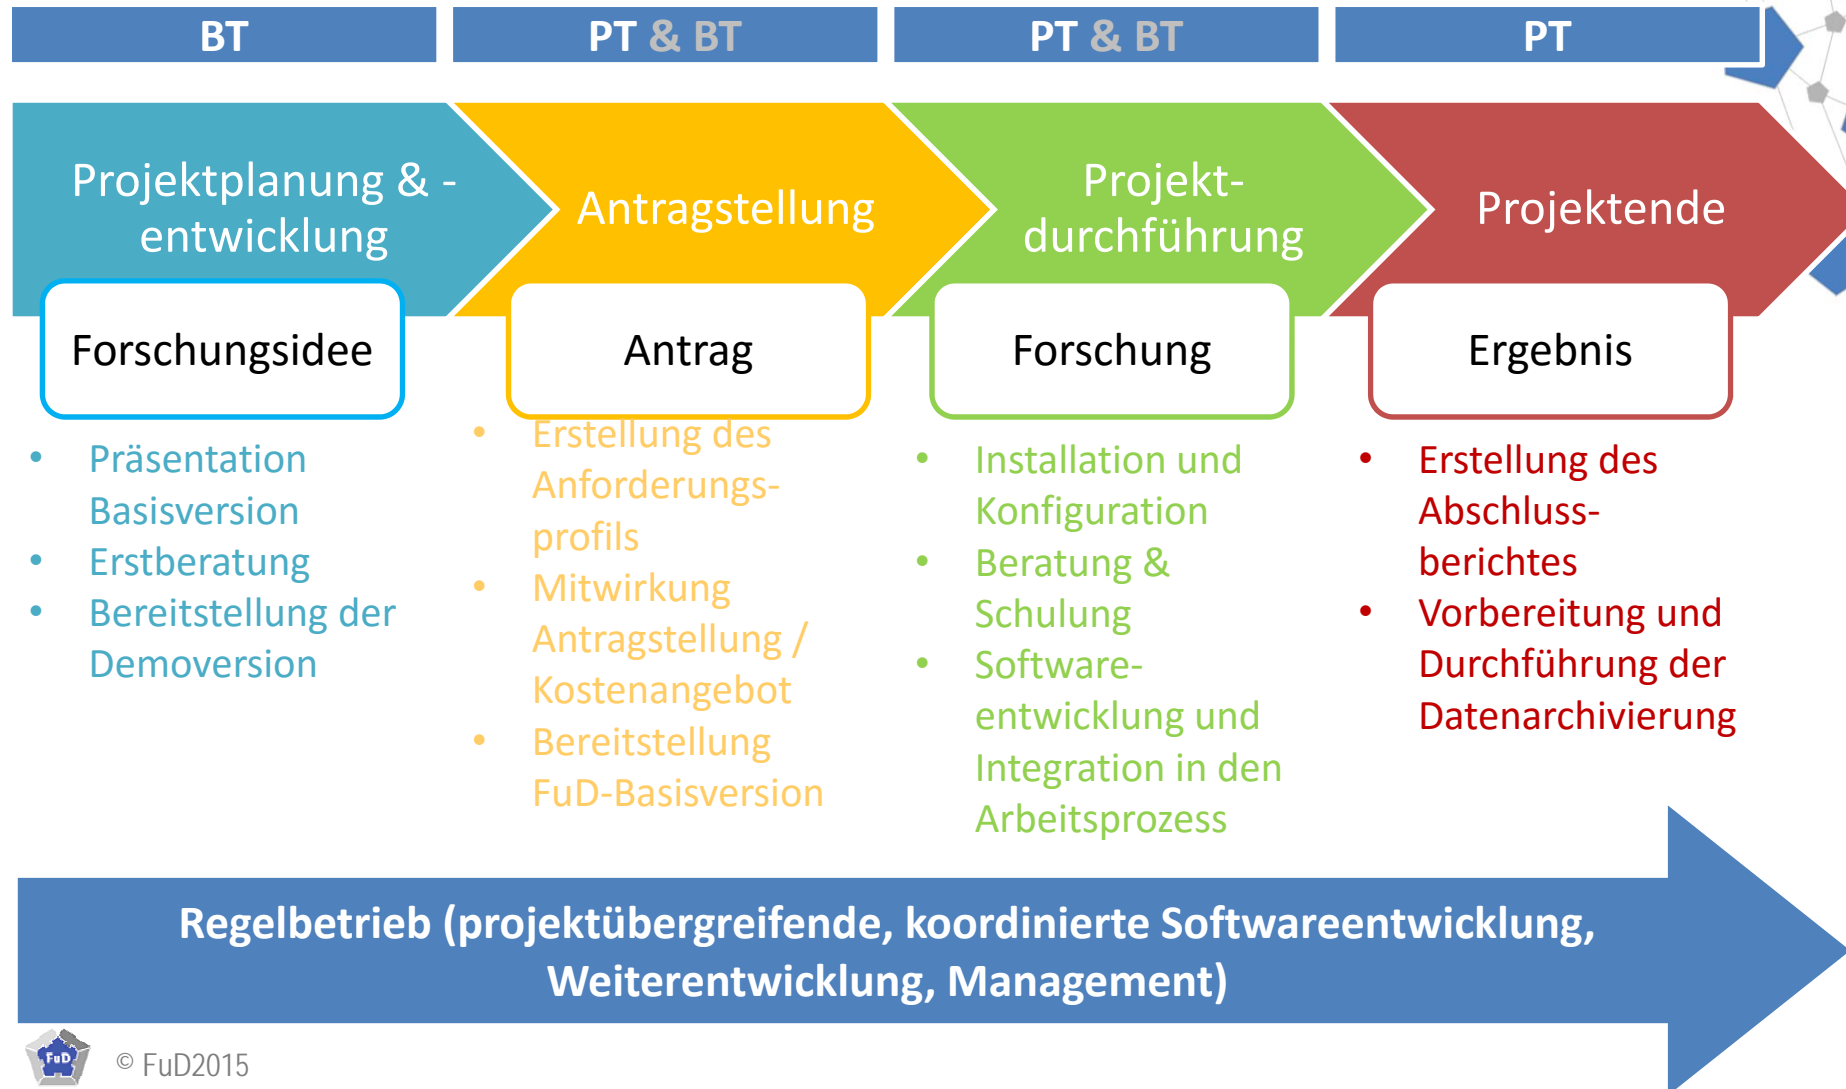 BT
PT & BT
PT & BT
PT
Projektplanung & -
entwicklung
Antragstellung
Projekt-
durchführung
Projektende
Forschungsidee
Antrag
Forschung
Ergebnis
• Präsentation
Basisversion
• Erstberatung
• Bereitstellung der
Demoversion
• Erstellung des
Anforderungs-
profils
• Mitwirkung
Antragstellung /
Kostenangebot
• Bereitstellung
FuD-Basisversion
• Installation und
Konfiguration
• Beratung &
Schulung
• Software-
entwicklung und
Integration in den
Arbeitsprozess
• Erstellung des
Abschluss-
berichtes
• Vorbereitung und
Durchführung der
Datenarchivierung
Regelbetrieb (projektübergreifende, koordinierte Softwareentwicklung,
Weiterentwicklung, Management)
FuD
© FuD2015